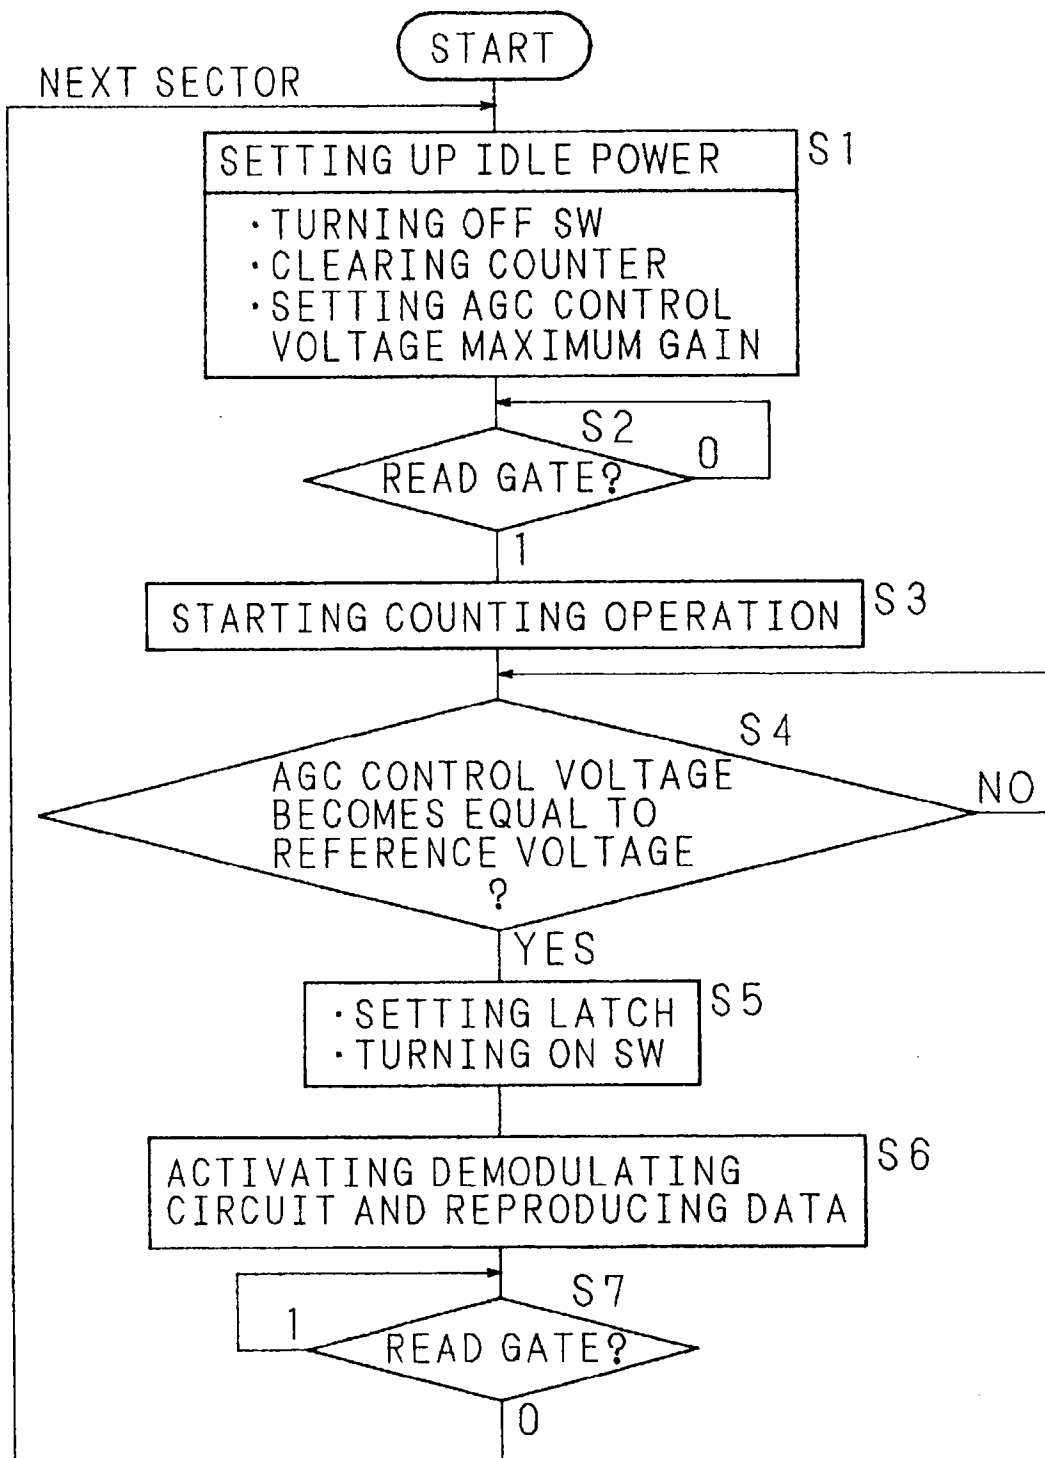 START
NEXT SECTOR
S1
SETTING UP IDLE POWER
·TURNING OFF SW
·CLEARING COUNTER
·SETTING AGC CONTROL
VOLTAGE MAXIMUM GAIN
S2
0
READ GATE?
1
STARTING COUNTING OPERATION
S3
S4
AGC CONTROL VOLTAGE
BECOMES EQUAL TO
REFERENCE VOLTAGE
?
NO
YES
·SETTING LATCH
·TURNING ON SW
S5
ACTIVATING DEMODULATING
CIRCUIT AND REPRODUCING DATA
S6
S7
1
READ GATE?
0